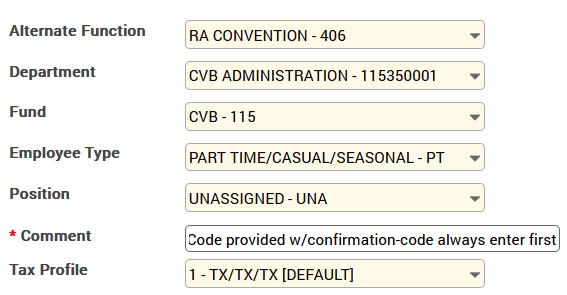 Alternate Function RA CONVENTION - 406
Department CVB ADMINISTRATION - 115350001
Fund CVB - 115
Employee Type PART TIME/CASUAL/SEASONAL - PT
Position UNASSIGNED - UNA
* Comment Code provided w/confirmation-code always enter first
Tax Profile 1 - TX/TX/TX [DEFAULT]